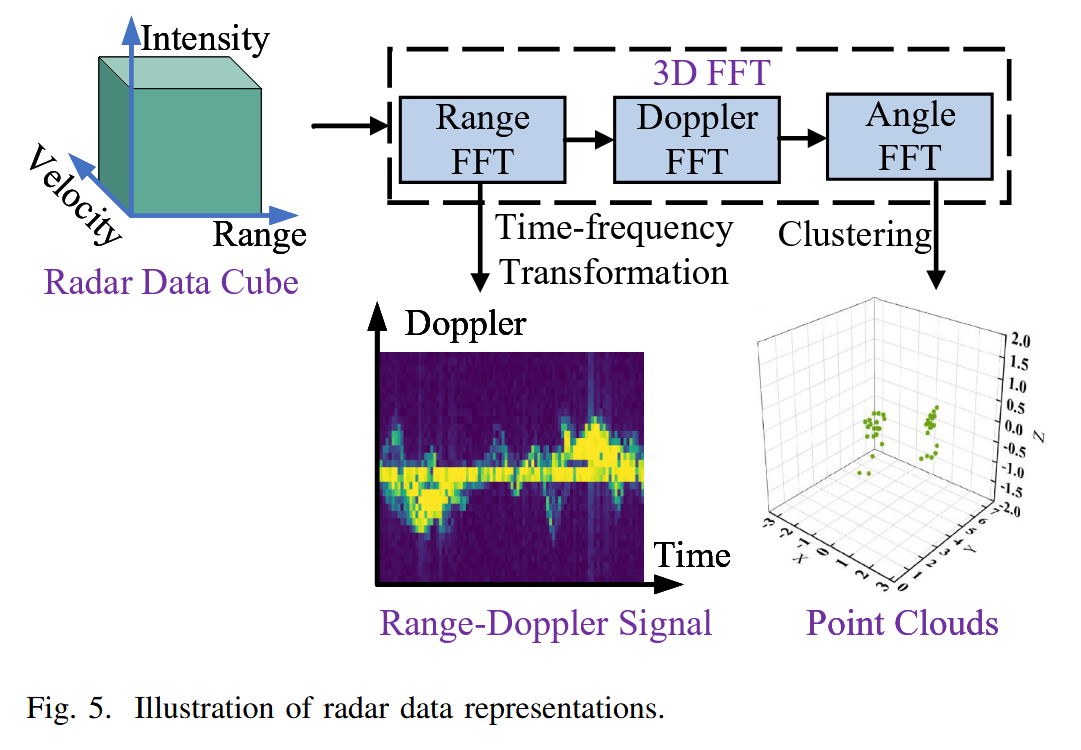 Intensity
Velocity
Range
Radar Data Cube
3D FFT
Range
FFT
Doppler
FFT
Angle
FFT
Time-frequency
Transformation
Clustering
Doppler
Time
Range-Doppler Signal
2.0
1.5
1.0
0.5
0.0
-0.5
-1.0
-1.5
-2.0
Z
-3
-2
-1
0
1
2
3
X
0
1
2
3
4
5
6
7
Y
Point Clouds
Fig. 5. Illustration of radar data representations.